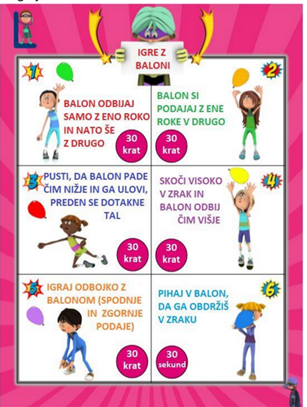 IGRE Z
BALONI
1
BALON ODBIJAJ
SAMO Z ENO ROKO
IN NATO ŠE
Z DRUGO
30
krat
2
BALON SI
PODAJAJ Z ENE
ROKE V DRUGO
30
krat
3
PUSTI, DA BALON PADE
ČIM NIŽJE IN GA ULOVI,
PREDEN SE DOTAKNE
TAL
30
krat
4
SKOČI VISOKO
V ZRAK IN
BALON ODBIJ
ČIM VIŠJE
30
krat
5
IGRAJ ODBOJKO Z
BALONOM (SPODNJE
IN ZGORNJE
PODAJE)
30
krat
6
PIHAJ V BALON,
DA GA OBDRŽIŠ
V ZRAKU
30
sekund